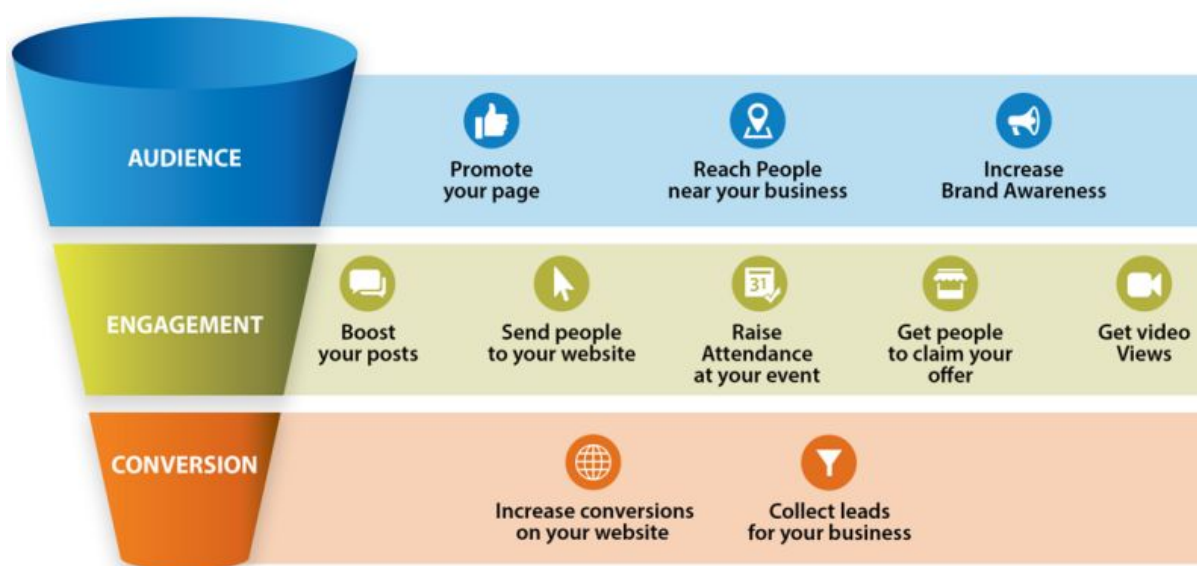 AUDIENCE
Promote
your page
Reach People
near your business
Increase
Brand Awareness
ENGAGEMENT
Boost
your posts
Send people
to your website
31
Raise
Attendance
at your event
Get people
to claim your
offer
Get video
Views
CONVERSION
Increase conversions
on your website
Collect leads
for your business